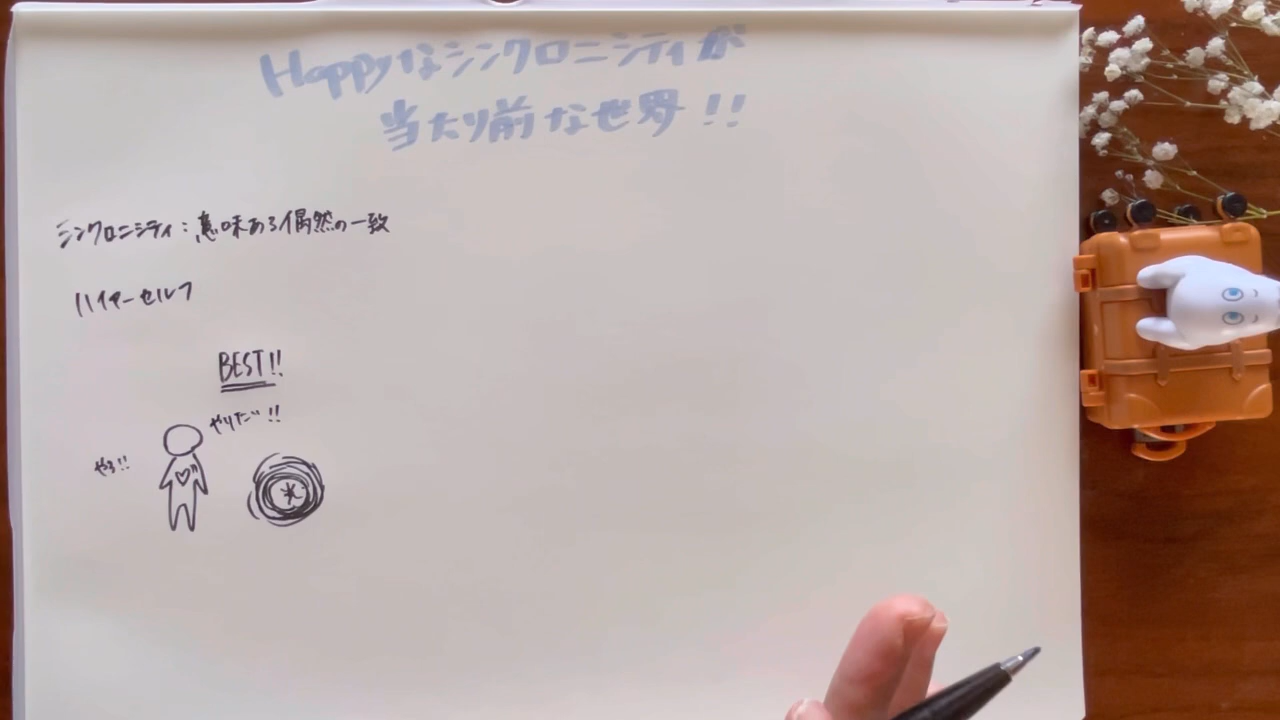 Happyなシンクロニシティが
当たり前な世界!!
シンクロニシティ:意味ある偶然の一致
ハイヤーセルフ
BEST!!
やりだ!!
やる!!